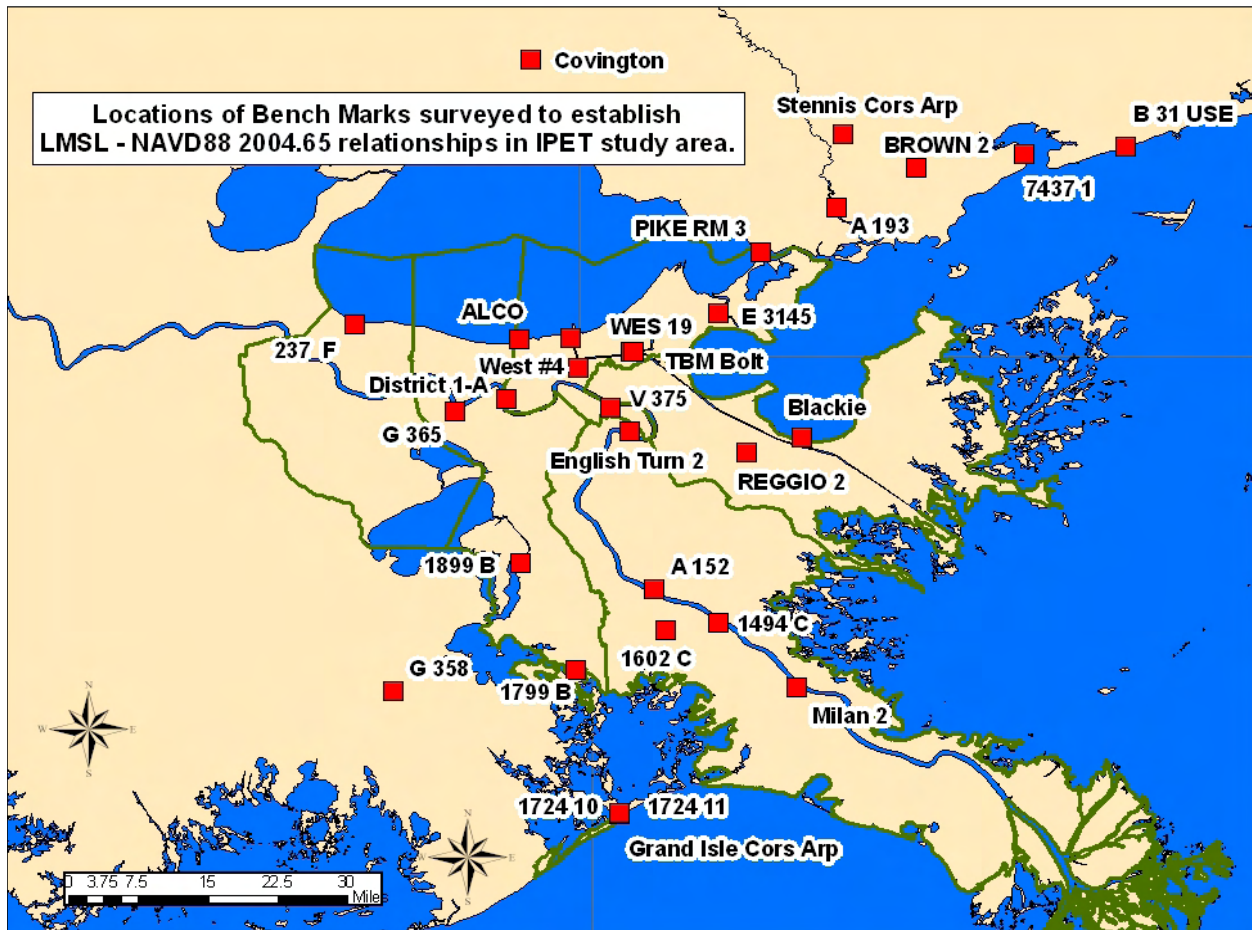 Covington
Locations of Bench Marks surveyed to establish
LMSL - NAVD88 2004.65 relationships in IPET study area.
Stennis Cors Arp
B 31 USE
BROWN 2
7437 1
A 193
PIKE RM 3
E 3145
ALCO
WES 19
237 F
West #4
TBM Bolt
District 1-A
V 375
Blackie
G 365
English Turn 2
REGGIO 2
1899 B
A 152
1494 C
G 358
1602 C
1799 B
Milan 2
N
W E
S
1724 10
1724 11
Grand Isle Cors Arp
N
W E
S
0 3.75 7.5 15 22.5 30
Miles